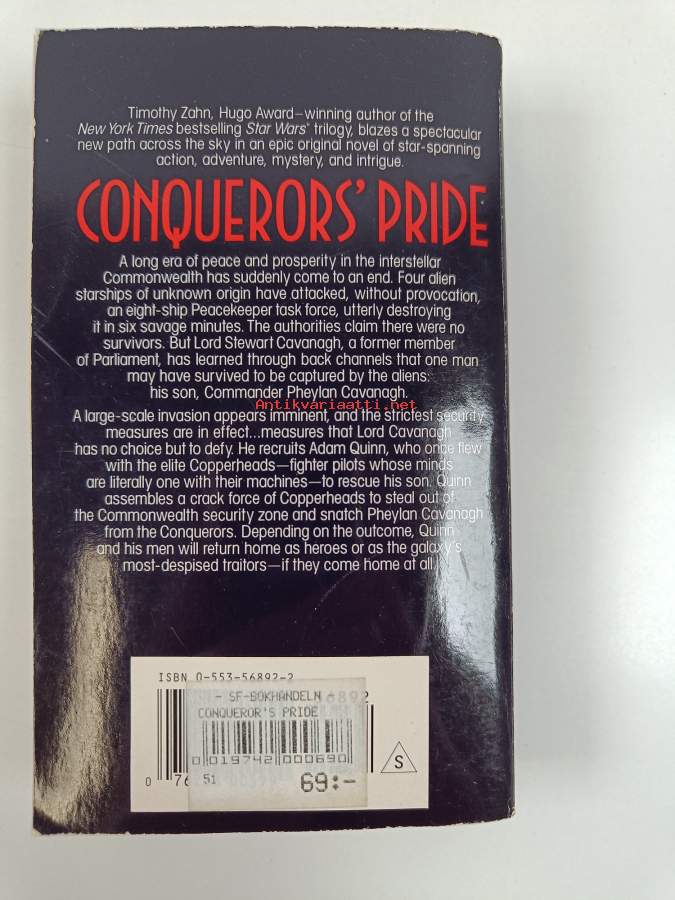 Timothy Zahn, Hugo Award–winning author of the
New York Times bestselling Star Wars® trilogy, blazes a spectacular
new path across the sky in an epic original novel of star-spanning
action, adventure, mystery, and intrigue.
CONQUERORS' PRIDE
A long era of peace and prosperity in the interstellar
Commonwealth has suddenly come to an end. Four alien
starships of unknown origin have attacked, without provocation,
an eight-ship Peacekeeper task force, utterly destroying
it in six savage minutes. The authorities claim there were no
survivors. But Lord Stewart Cavanagh, a former member
of Parliament, has learned through back channels that one man
may have survived to be captured by the aliens:
his son, Commander Pheylan Cavanagh.
Antikvariaatti.net
A large-scale invasion appears imminent, and the strictest security
measures are in effect...measures that Lord Cavanagh
has no choice but to defy. He recruits Adam Quinn, who once flew
with the elite Copperheads—fighter pilots whose minds
are literally one with their machines—to rescue his son. Quinn
assembles a crack force of Copperheads to steal out of
the Commonwealth security zone and snatch Pheylan Cavanagh
from the Conquerors. Depending on the outcome, Quinn
and his men will return home as heroes or as the galaxy's
most-despised traitors—if they come home at all.
ISBN 0-553-56892-2
- SF-BOKHANDELN -
6892
CONQUEROR'S PRIDE
0019742000690
0 76
51
69:-
S